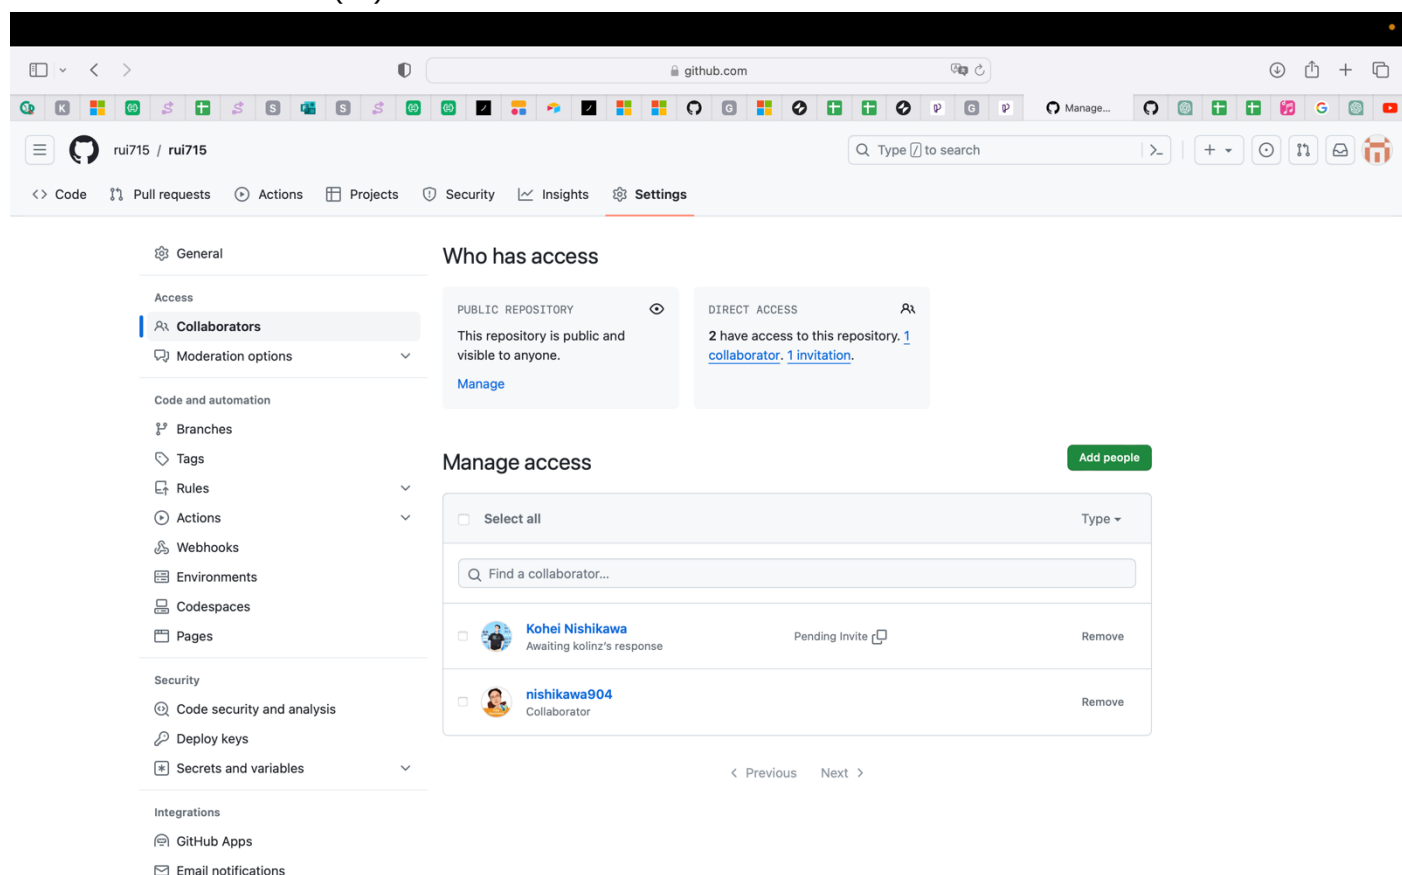 github.com
Manage...
rui715 / rui715
Type / to search
Code
Pull requests
Actions
Projects
Security
Insights
Settings
General
Access
Collaborators
Moderation options
Code and automation
Branches
Tags
Rules
Actions
Webhooks
Environments
Codespaces
Pages
Security
Code security and analysis
Deploy keys
Secrets and variables
Integrations
GitHub Apps
Email notifications
Who has access
PUBLIC REPOSITORY
This repository is public and
visible to anyone.
Manage
DIRECT ACCESS
2 have access to this repository. 1
collaborator. 1 invitation.
Manage access
Add people
Select all
Type
Find a collaborator...
Kohei Nishikawa
Awaiting kolinz's response
Pending Invite
Remove
nishikawa904
Collaborator
Remove
Previous
Next